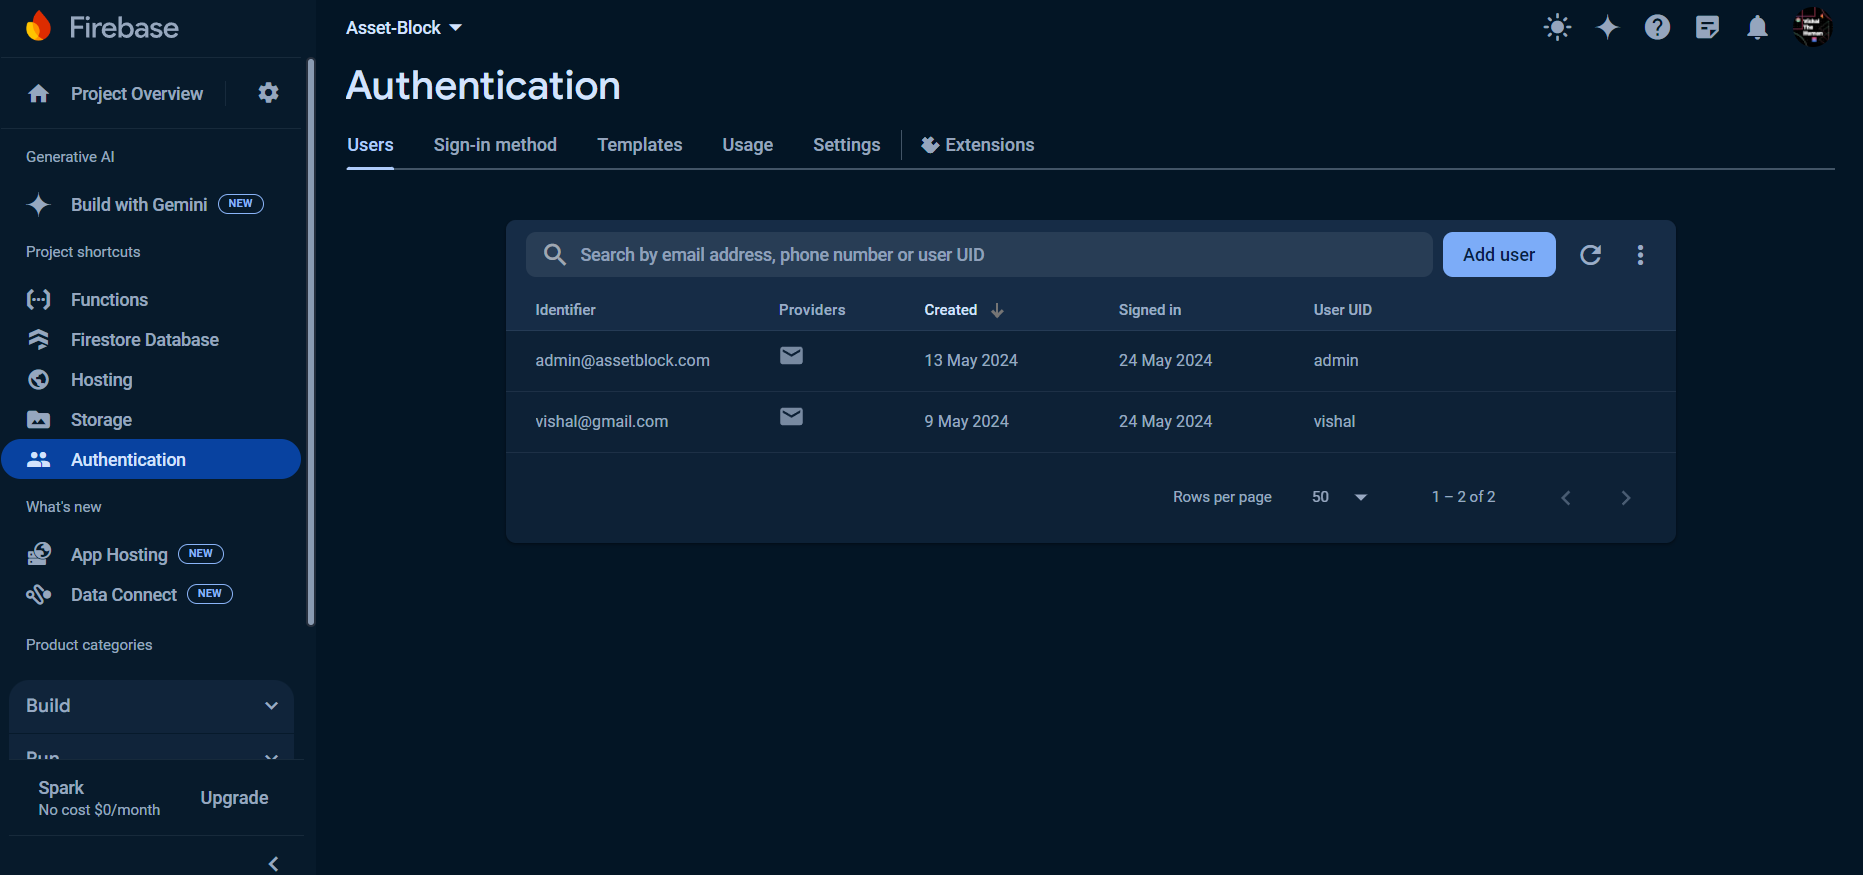 Firebase
Project Overview
Generative AI
Build with Gemini NEW
Project shortcuts
Functions
Firestore Database
Hosting
Storage
Authentication
What's new
App Hosting NEW
Data Connect NEW
Product categories
Build
Run
Spark
No cost $0/month
Upgrade
Asset-Block
Authentication
Users Sign-in method Templates Usage Settings Extensions
Search by email address, phone number or user UID Add user
Identifier Providers Created Signed in User UID
admin@assetblock.com 13 May 2024 24 May 2024 admin
vishal@gmail.com 9 May 2024 24 May 2024 vishal
Rows per page 50 1 – 2 of 2